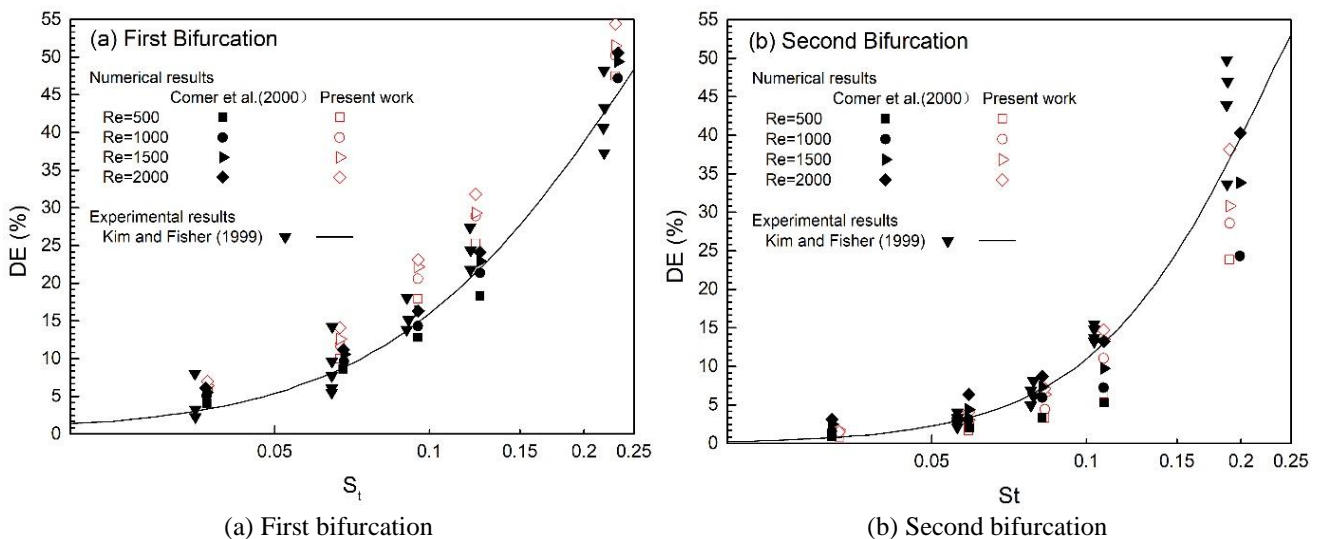 (a) First Bifurcation
Numerical results
Comer et al.(2000) Present work
Re=500
Re=1000
Re=1500
Re=2000
Experimental results
Kim and Fisher (1999)
DE (%)
55
50
45
40
35
30
25
20
15
10
5
0
0.05 0.1 0.15 0.2 0.25
St
(a) First bifurcation
(b) Second Bifurcation
Numerical results
Comer et al.(2000) Present work
Re=500
Re=1000
Re=1500
Re=2000
Experimental results
Kim and Fisher (1999)
DE (%)
55
50
45
40
35
30
25
20
15
10
5
0
0.05 0.1 0.15 0.2 0.25
St
(b) Second bifurcation